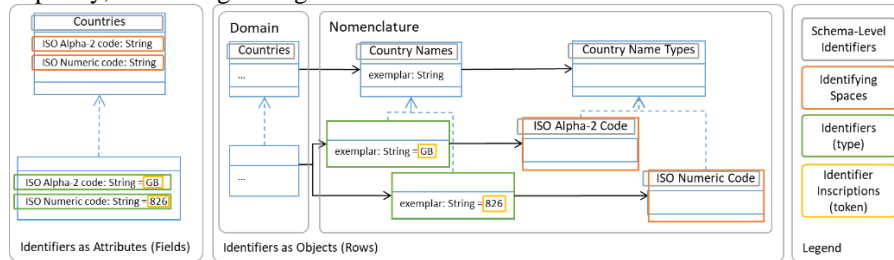 Countries
ISO Alpha-2 code: String
ISO Numeric code: String
ISO Alpha-2 code: String = GB
ISO Numeric code: String = 826
Identifiers as Attributes (Fields)
Domain
Countries
...
...
Nomenclature
Country Names
exemplar: String
Country Name Types
exemplar: String = GB
ISO Alpha-2 Code
exemplar: String = 826
ISO Numeric Code
Identifiers as Objects (Rows)
Schema-Level
Identifiers
Identifying
Spaces
Identifiers
(type)
Identifier
Inscriptions
(token)
Legend